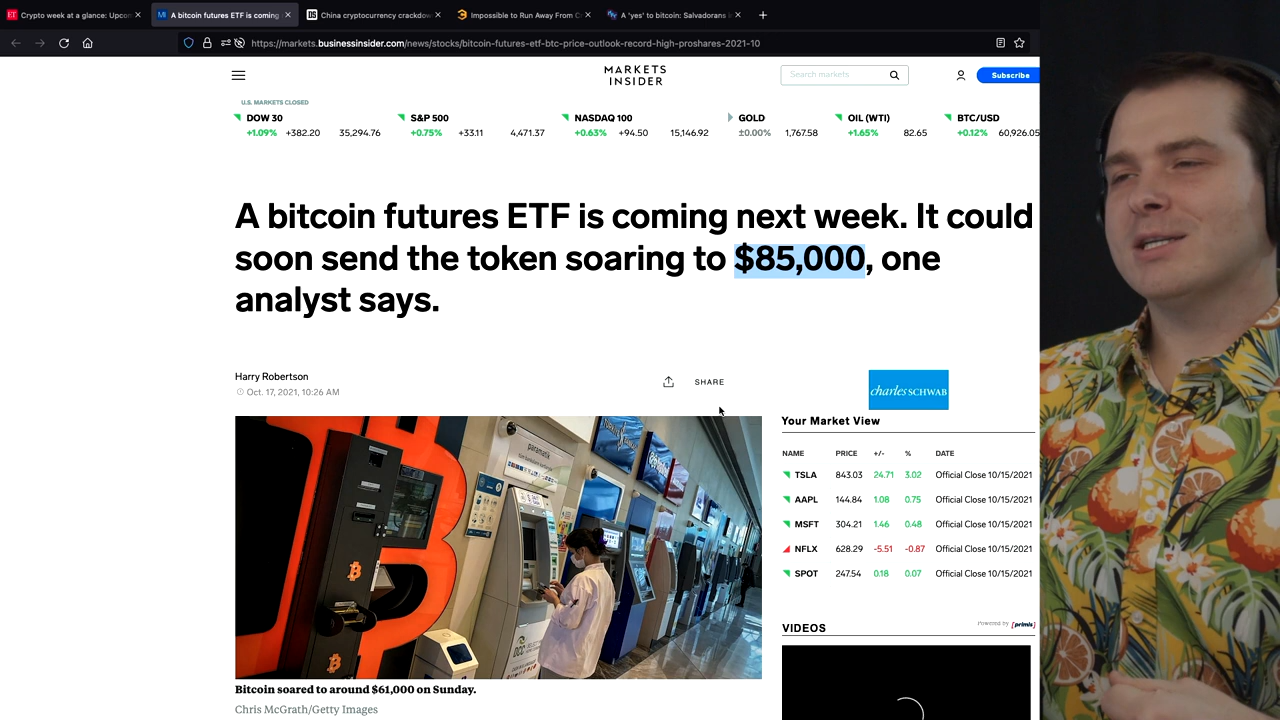 Crypto week at a glance: Upcom
A bitcoin futures ETF is coming
China cryptocurrency crackdow
Impossible to Run Away From C
A 'yes' to bitcoin: Salvadorans
https://markets.businessinsider.com/news/stocks/bitcoin-futures-etf-btc-price-outlook-record-high-proshares-2021-10
MARKETS
INSIDER
Search markets
Subscribe
U.S. MARKETS CLOSED
DOW 30 S&P 500 NASDAQ 100 GOLD OIL (WTI) BTC/USD
+1.09% +382.20 35,294.76 +0.75% +33.11 4,471.37 +0.63% +94.50 15,146.92 ±0.00% 1,767.58 +1.65% 82.65 +0.12% 60,926.05
A bitcoin futures ETF is coming next week. It could
soon send the token soaring to $85,000, one
analyst says.
Harry Robertson
Oct. 17, 2021, 10:26 AM
SHARE
charles SCHWAB
Your Market View
NAME PRICE +/- % DATE
TSLA 843.03 24.71 3.02 Official Close 10/15/2021
AAPL 144.84 1.08 0.75 Official Close 10/15/2021
MSFT 304.21 1.46 0.48 Official Close 10/15/2021
NFLX 628.29 -5.51 -0.87 Official Close 10/15/2021
SPOT 247.54 0.18 0.07 Official Close 10/15/2021
VIDEOS
Powered by [primis]
paramatik
Bitcoin soared to around $61,000 on Sunday.
Chris McGrath/Getty Images